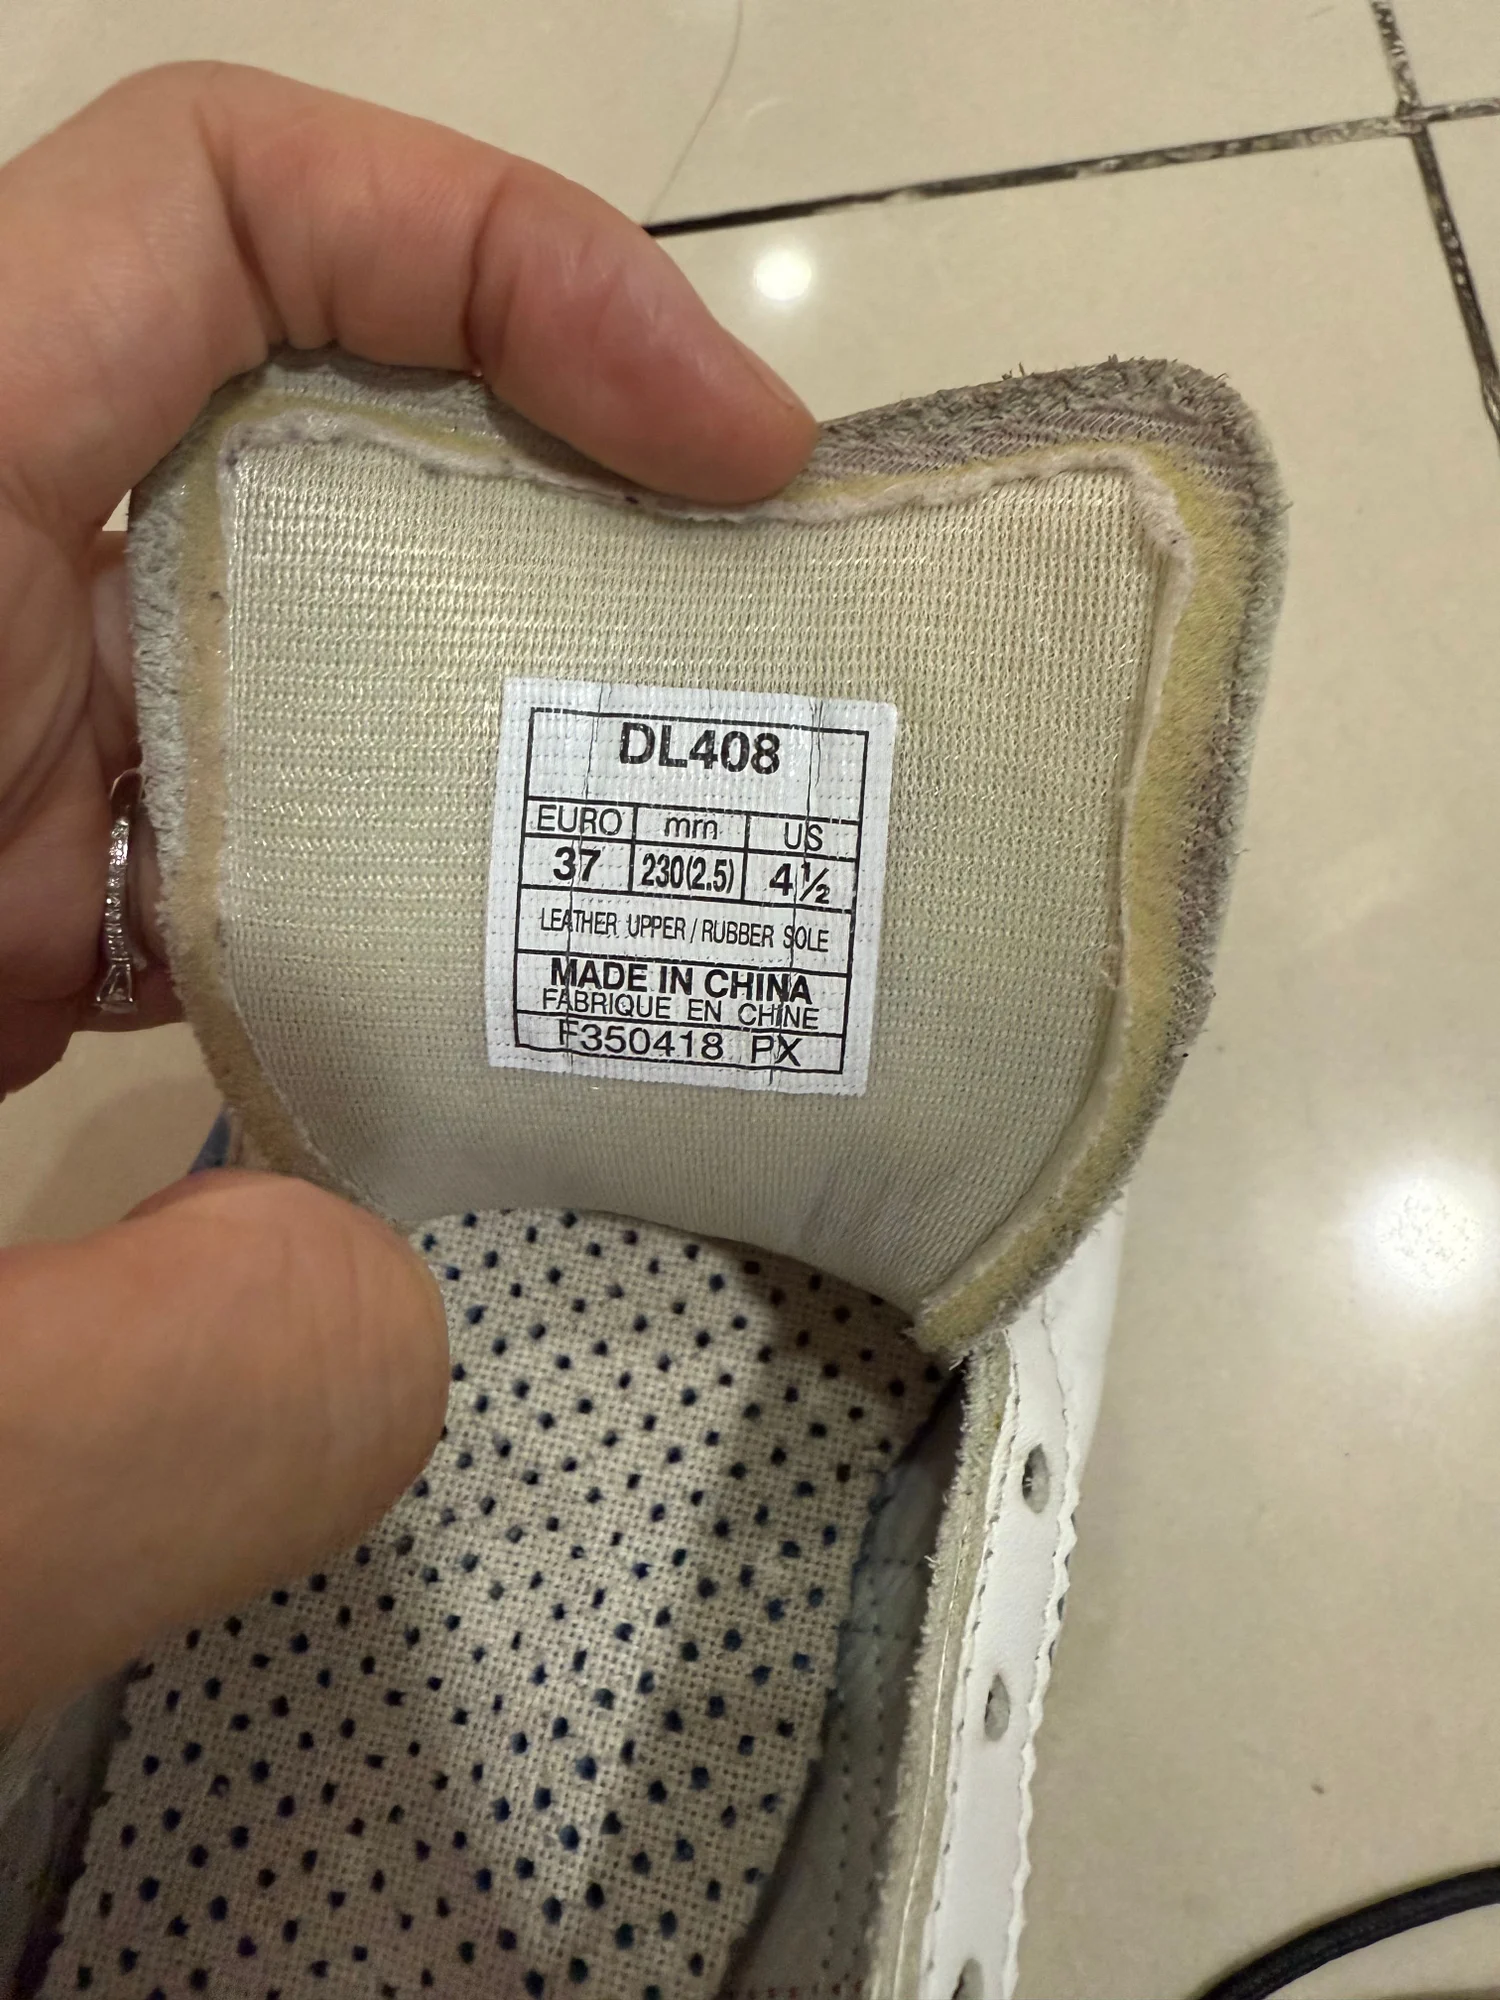 DL408
EURO mm US
37 230(2.5) 4½
LEATHER UPPER / RUBBER SOLE
MADE IN CHINA
FABRIQUE EN CHINE
F350418 PX